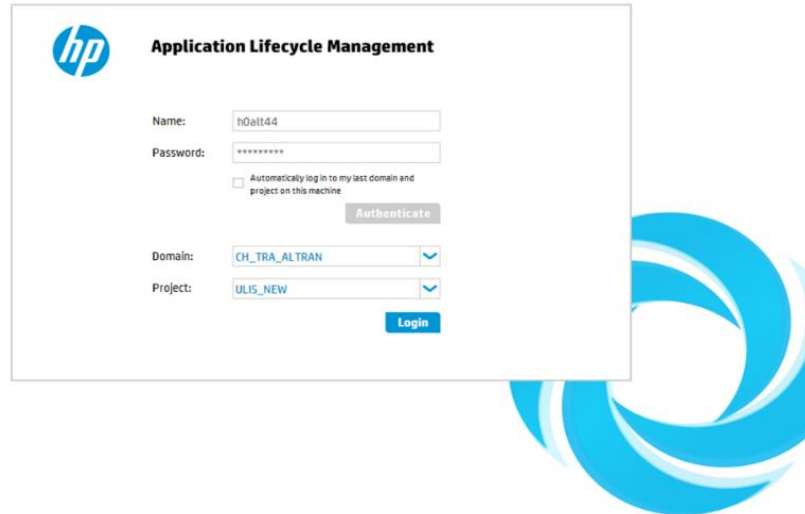 hp
Application Lifecycle Management
Name: h0alt44
Password: *********
Automatically log in to my last domain and
project on this machine
Authenticate
Domain: CH_TRA_ALTRAN
Project: ULIS_NEW
Login